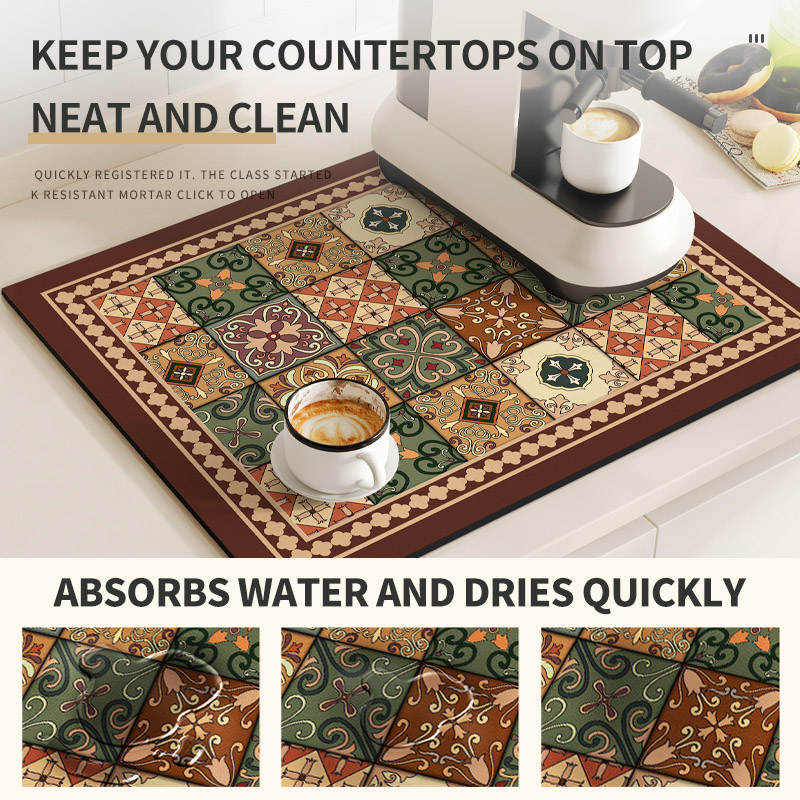 KEEP YOUR COUNTERTOPS ON TOP
NEAT AND CLEAN
QUICKLY REGISTERED IT. THE CLASS STARTED
K RESISTANT MORTAR CLICK TO OPEN
ABSORBS WATER AND DRIES QUICKLY